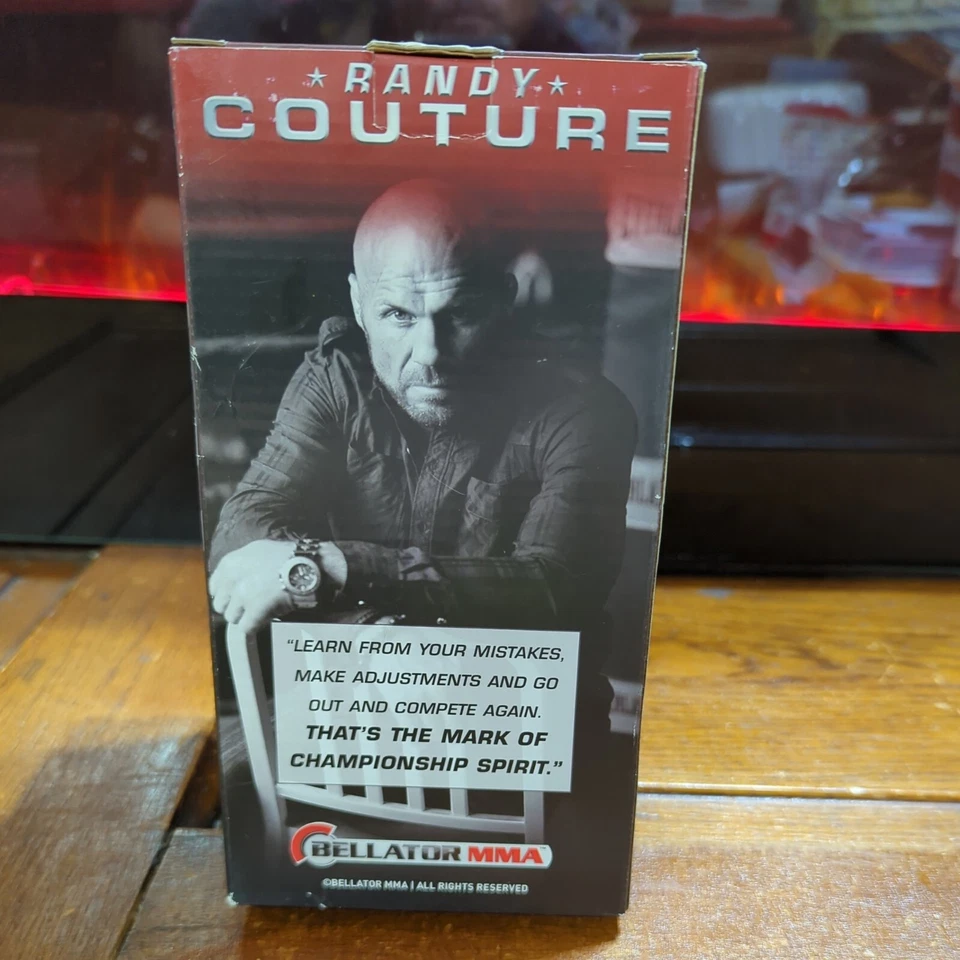 RANDY
COUTURE
“LEARN FROM YOUR MISTAKES,
MAKE ADJUSTMENTS AND GO
OUT AND COMPETE AGAIN.
THAT’S THE MARK OF
CHAMPIONSHIP SPIRIT.”
BELLATOR MMA™
©BELLATOR MMA | ALL RIGHTS RESERVED